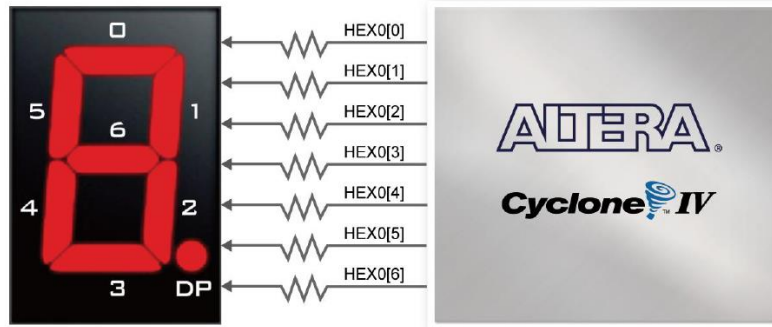 0
5
1
6
4
2
3
DP
HEX0[0]
HEX0[1]
HEX0[2]
HEX0[3]
HEX0[4]
HEX0[5]
HEX0[6]
ALTERA®
Cyclone™ IV